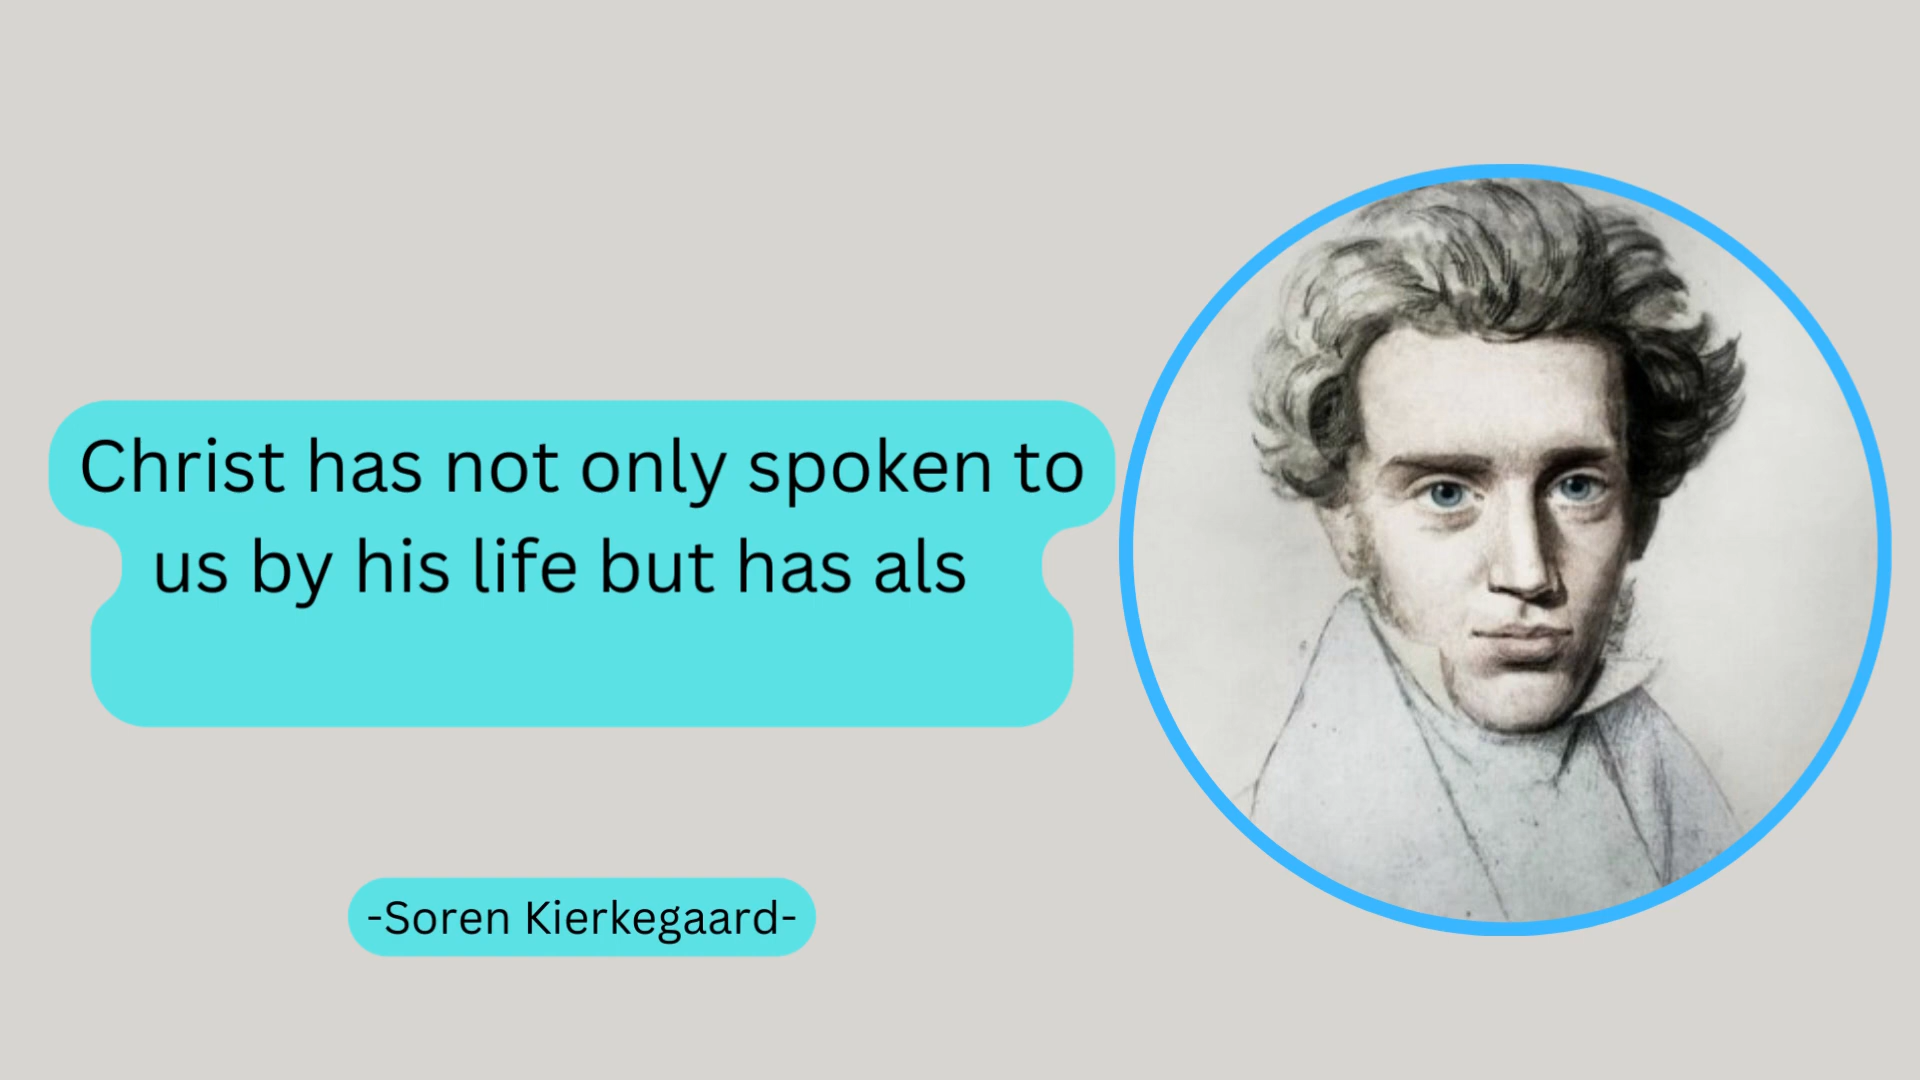 Christ has not only spoken to
us by his life but has als
-Soren Kierkegaard-